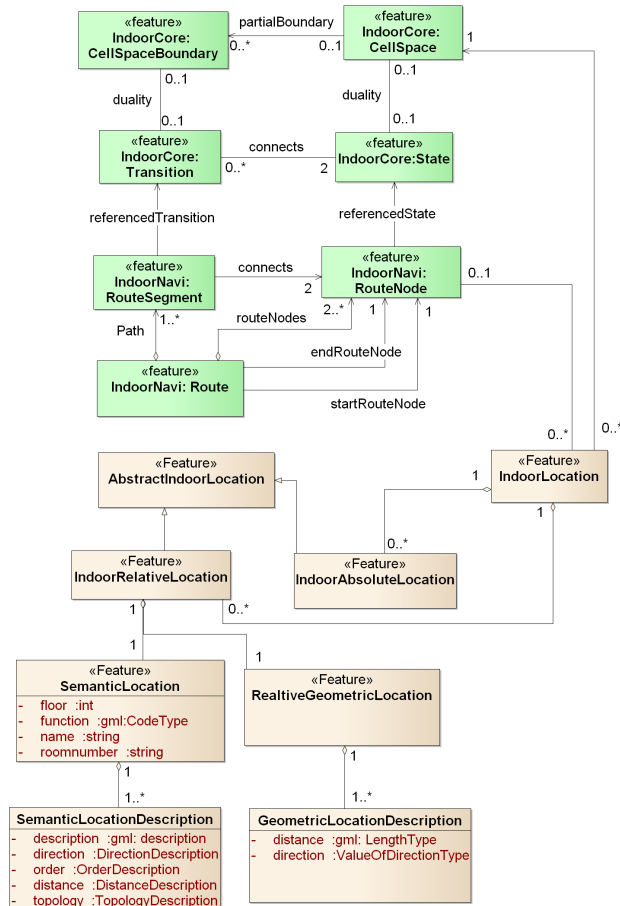 «feature»
IndoorCore:
CellSpaceBoundary
partialBoundary
0..*
0..1
«feature»
IndoorCore:
CellSpace
1
0..1
duality
0..1
0..1
duality
0..1
«feature»
IndoorCore:
Transition
connects
0..*
2
«feature»
IndoorCore:State
referencedTransition
referencedState
«feature»
IndoorNavi:
RouteSegment
connects
2
«feature»
IndoorNavi:
RouteNode
0..1
1..*
Path
routeNodes
2..*
1
1
«feature»
IndoorNavi: Route
endRouteNode
startRouteNode
0..*
0..*
«Feature»
AbstractIndoorLocation
«Feature»
IndoorLocation
1
1
0..*
«Feature»
IndoorRelativeLocation
«Feature»
IndoorAbsoluteLocation
1
0..*
1
1
«Feature»
SemanticLocation
- floor :int
- function :gml:CodeType
- name :string
- roomnumber :string
«Feature»
RealtiveGeometricLocation
1
1..*
1
1..*
SemanticLocationDescription
- description :gml: description
- direction :DirectionDescription
- order :OrderDescription
- distance :DistanceDescription
- topology :TopologyDescription
GeometricLocationDescription
- distance :gml: LengthType
- direction :ValueOfDirectionType